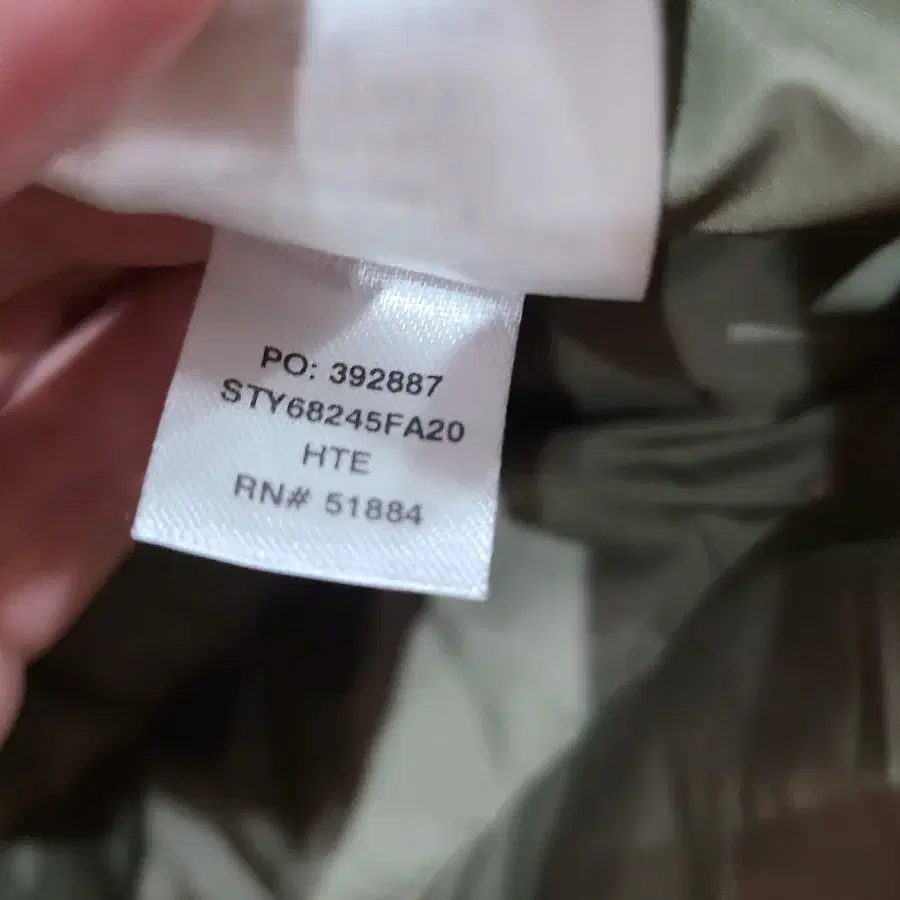 PO: 392887
STY68245FA20
HTE
RN# 51884